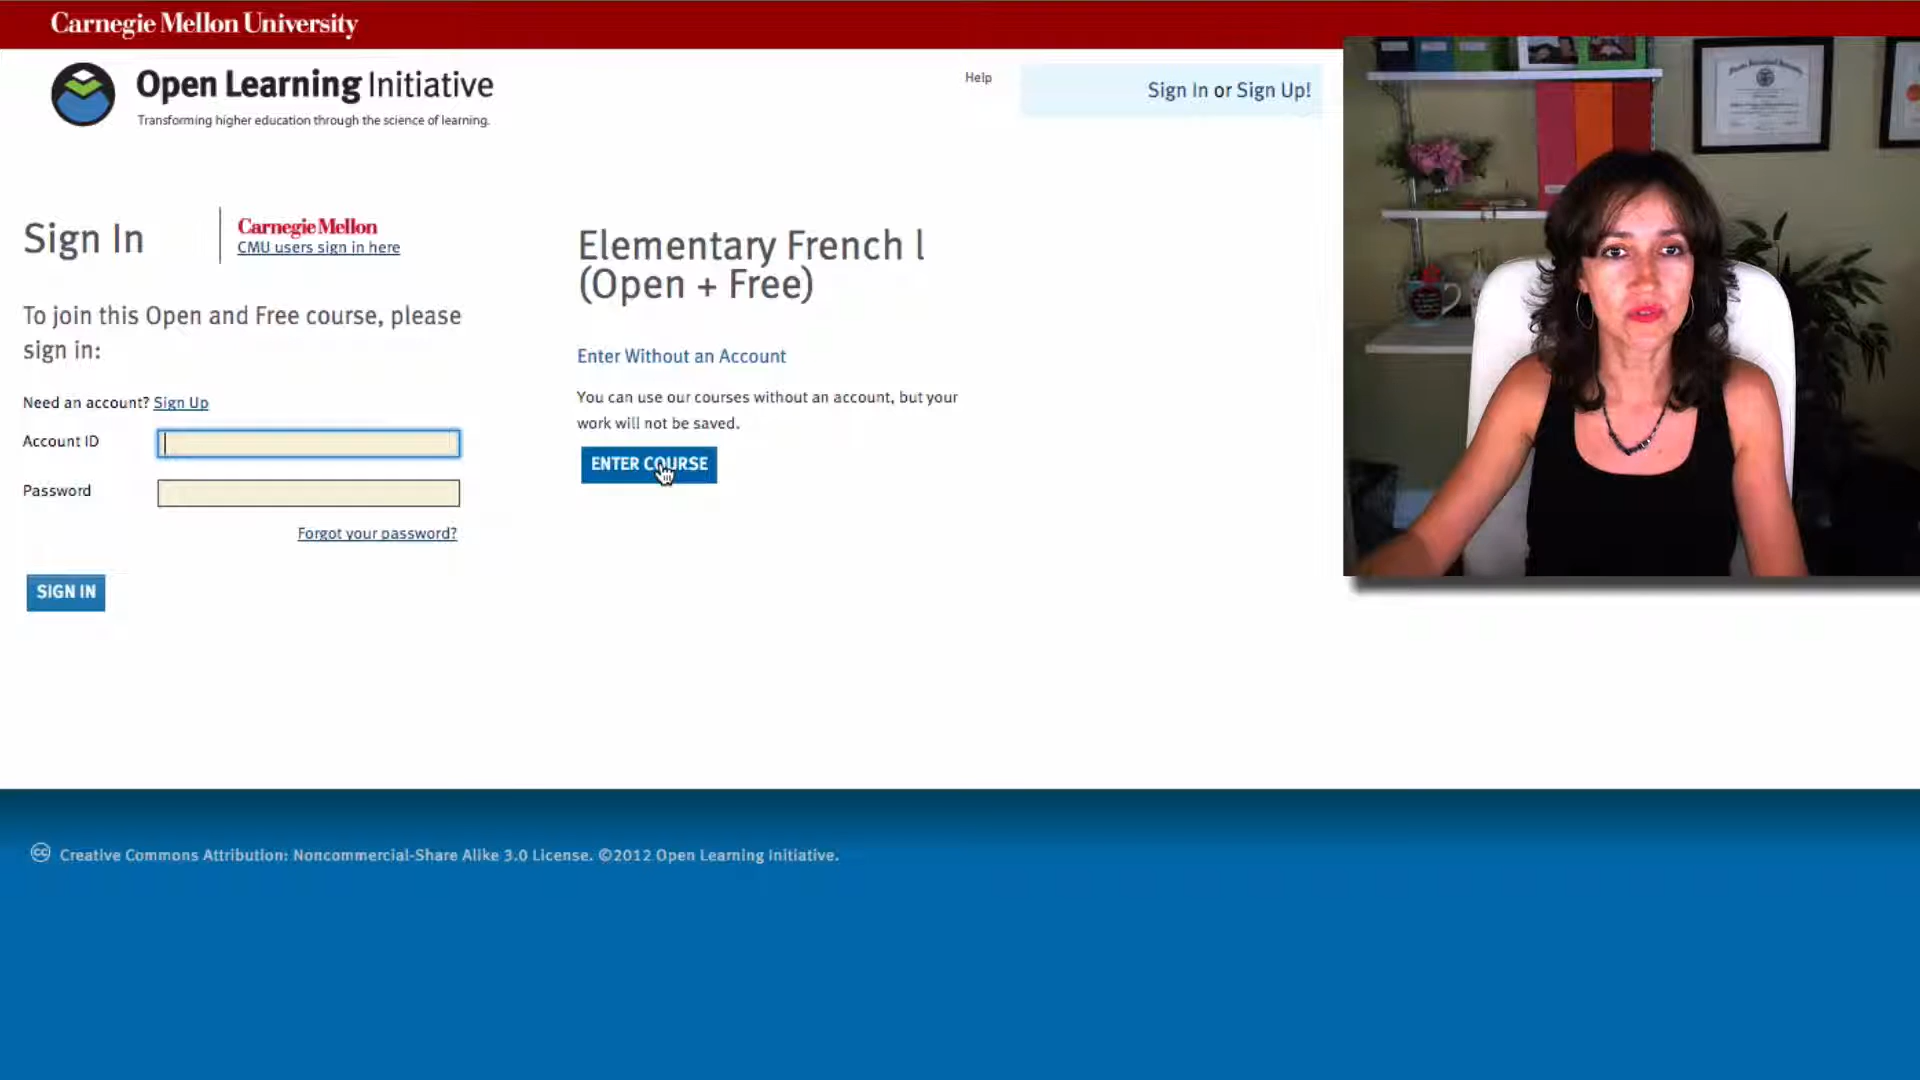 Carnegie Mellon University
Open Learning Initiative
Transforming higher education through the science of learning.
Help
Sign In or Sign Up!
Sign In
Carnegie Mellon
CMU users sign in here
To join this Open and Free course, please
sign in:
Need an account? Sign Up
Account ID
Password
Forgot your password?
SIGN IN
Elementary French l
(Open + Free)
Enter Without an Account
You can use our courses without an account, but your
work will not be saved.
ENTER COURSE
Creative Commons Attribution: Noncommercial-Share Alike 3.0 License. ©2012 Open Learning Initiative.